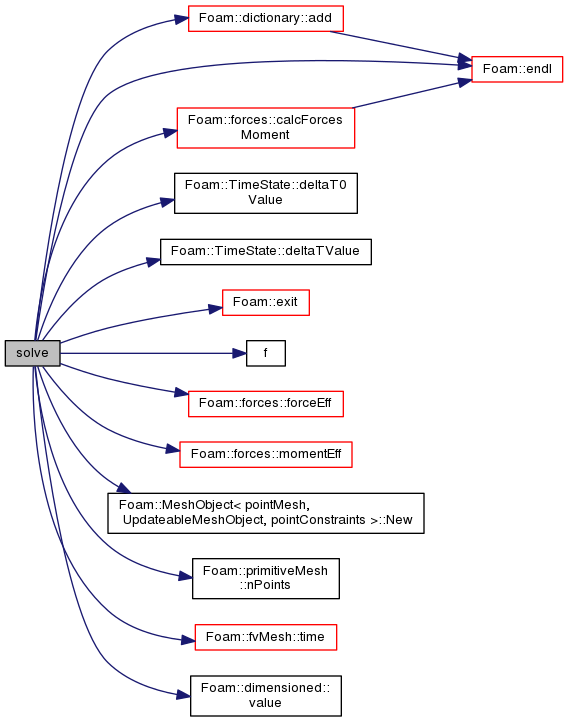 Foam::dictionary::add
Foam::endl
Foam::forces::calcForces
Moment
Foam::TimeState::deltaT0
Value
Foam::TimeState::deltaTValue
Foam::exit
solve
f
Foam::forces::forceEff
Foam::forces::momentEff
Foam::MeshObject< pointMesh,
UpdateableMeshObject, pointConstraints >::New
Foam::primitiveMesh
::nPoints
Foam::fvMesh::time
Foam::dimensioned::
value